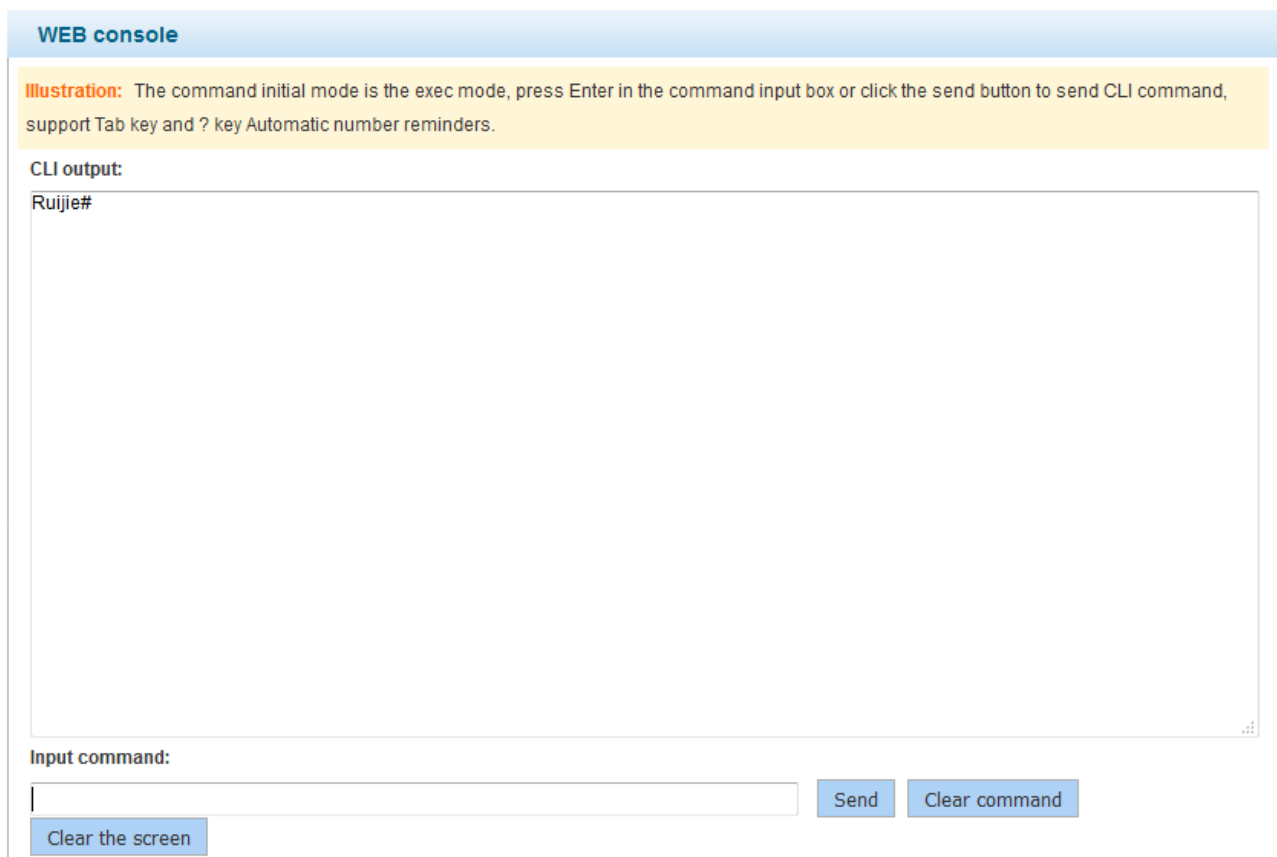 WEB console
Illustration: The command initial mode is the exec mode, press Enter in the command input box or click the send button to send CLI command,
support Tab key and ? key Automatic number reminders.
CLI output:
Ruijie#
Input command:
Send Clear command
Clear the screen